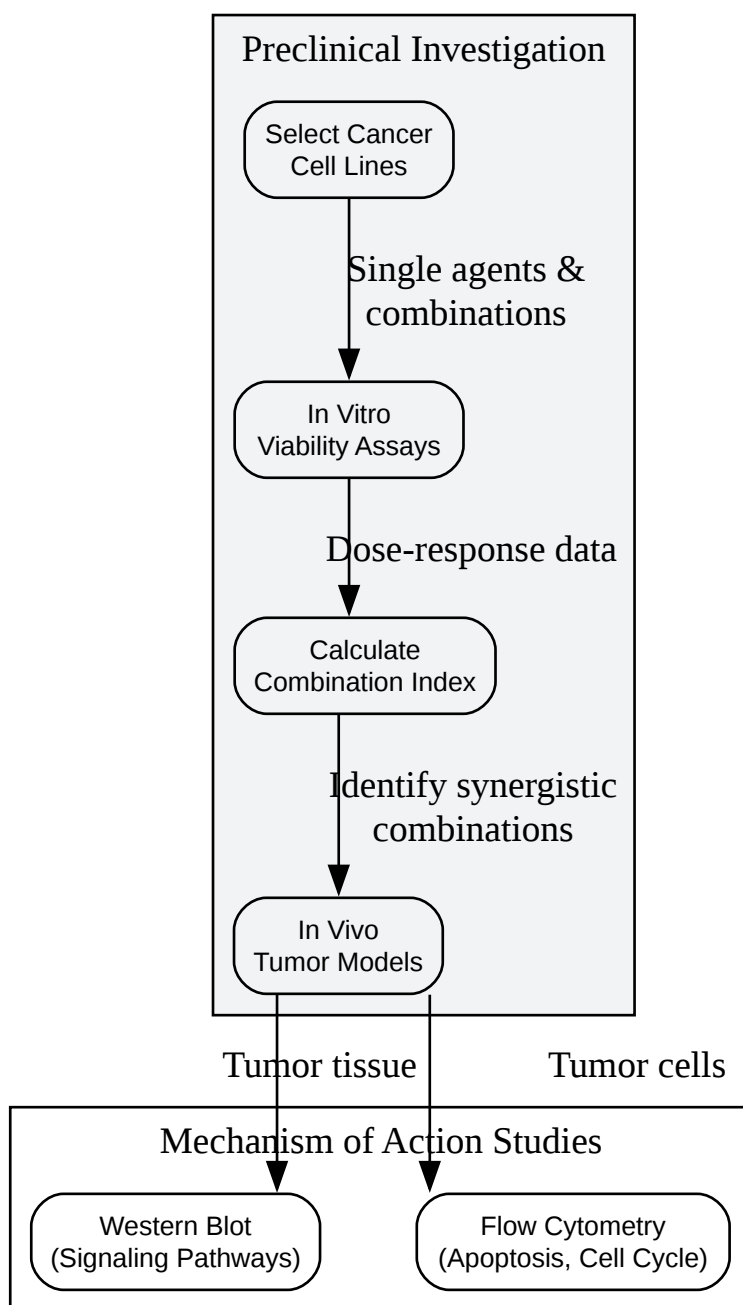 Preclinical Investigation
Select Cancer
Cell Lines
Single agents &
combinations
In Vitro
Viability Assays
Dose-response data
Calculate
Combination Index
Identify synergistic
combinations
In Vivo
Tumor Models
Tumor tissue
Tumor cells
Mechanism of Action Studies
Western Blot
(Signaling Pathways)
Flow Cytometry
(Apoptosis, Cell Cycle)